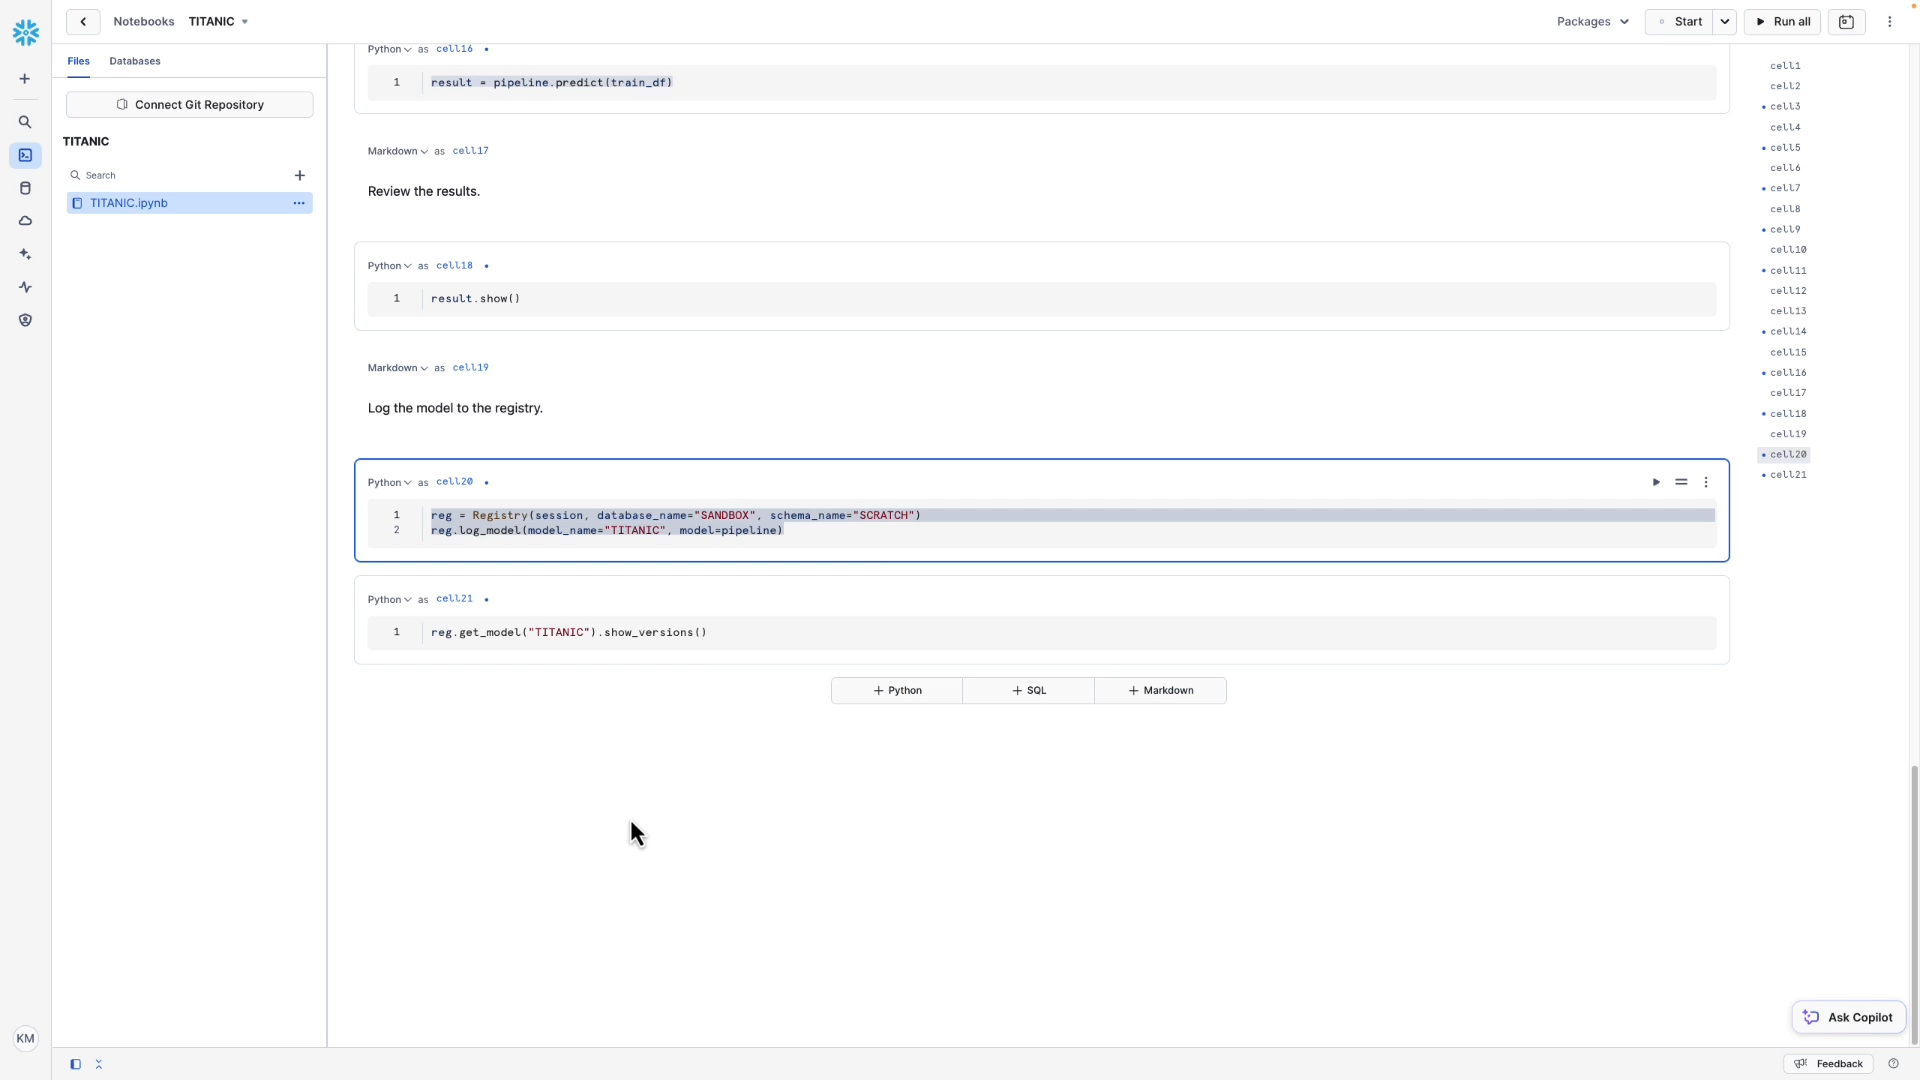 Notebooks TITANIC
Packages
Start
Run all
Files Databases
Connect Git Repository
TITANIC
Search
TITANIC.ipynb
Python as cell16
1 result = pipeline.predict(train_df)
Markdown as cell17
Review the results.
Python as cell18
1 result.show()
Markdown as cell19
Log the model to the registry.
Python as cell20
1 reg = Registry(session, database_name="SANDBOX", schema_name="SCRATCH")
2 reg.log_model(model_name="TITANIC", model=pipeline)
Python as cell21
1 reg.get_model("TITANIC").show_versions()
+ Python
+ SQL
+ Markdown
cell1
cell2
cell3
cell4
cell5
cell6
cell7
cell8
cell9
cell10
cell11
cell12
cell13
cell14
cell15
cell16
cell17
cell18
cell19
cell20
cell21
Ask Copilot
KM
Feedback